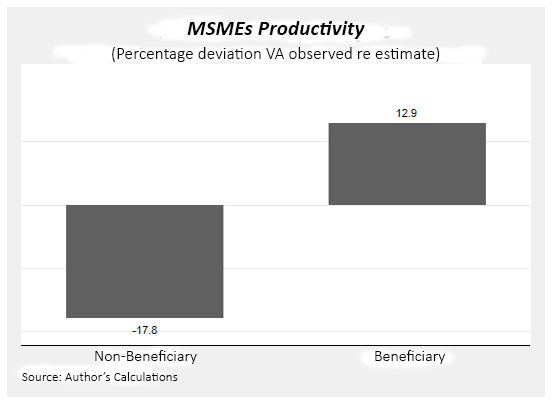 MSMEs Productivity
(Percentage deviation VA observed re estimate)
12.9
-17.8
Non-Beneficiary
Beneficiary
Source: Author's Calculations